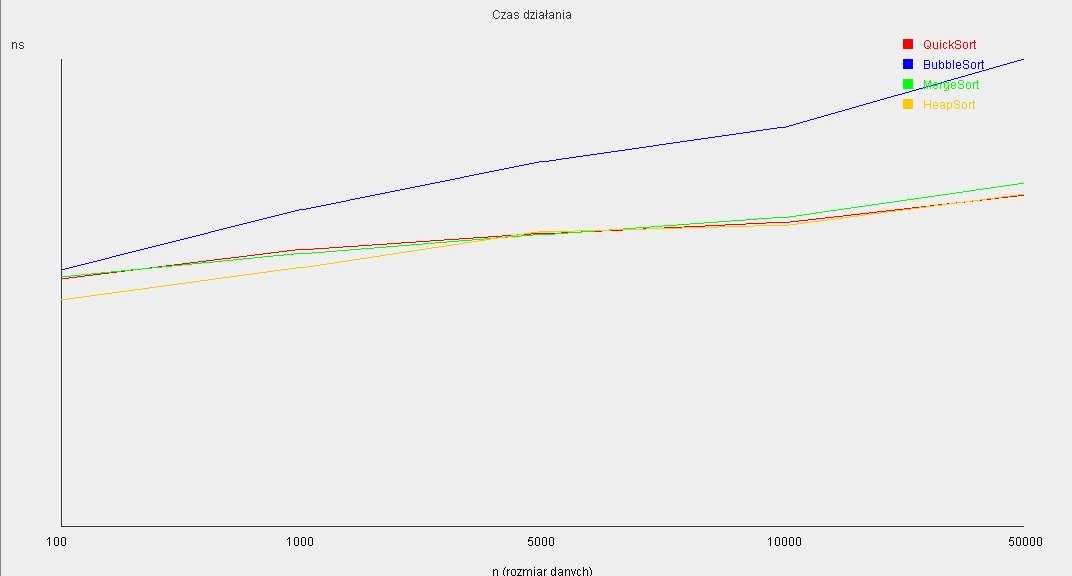 Czas działania
ns
QuickSort
BubbleSort
MergeSort
HeapSort
100 1000 5000 10000 50000
n (rozmiar danych)